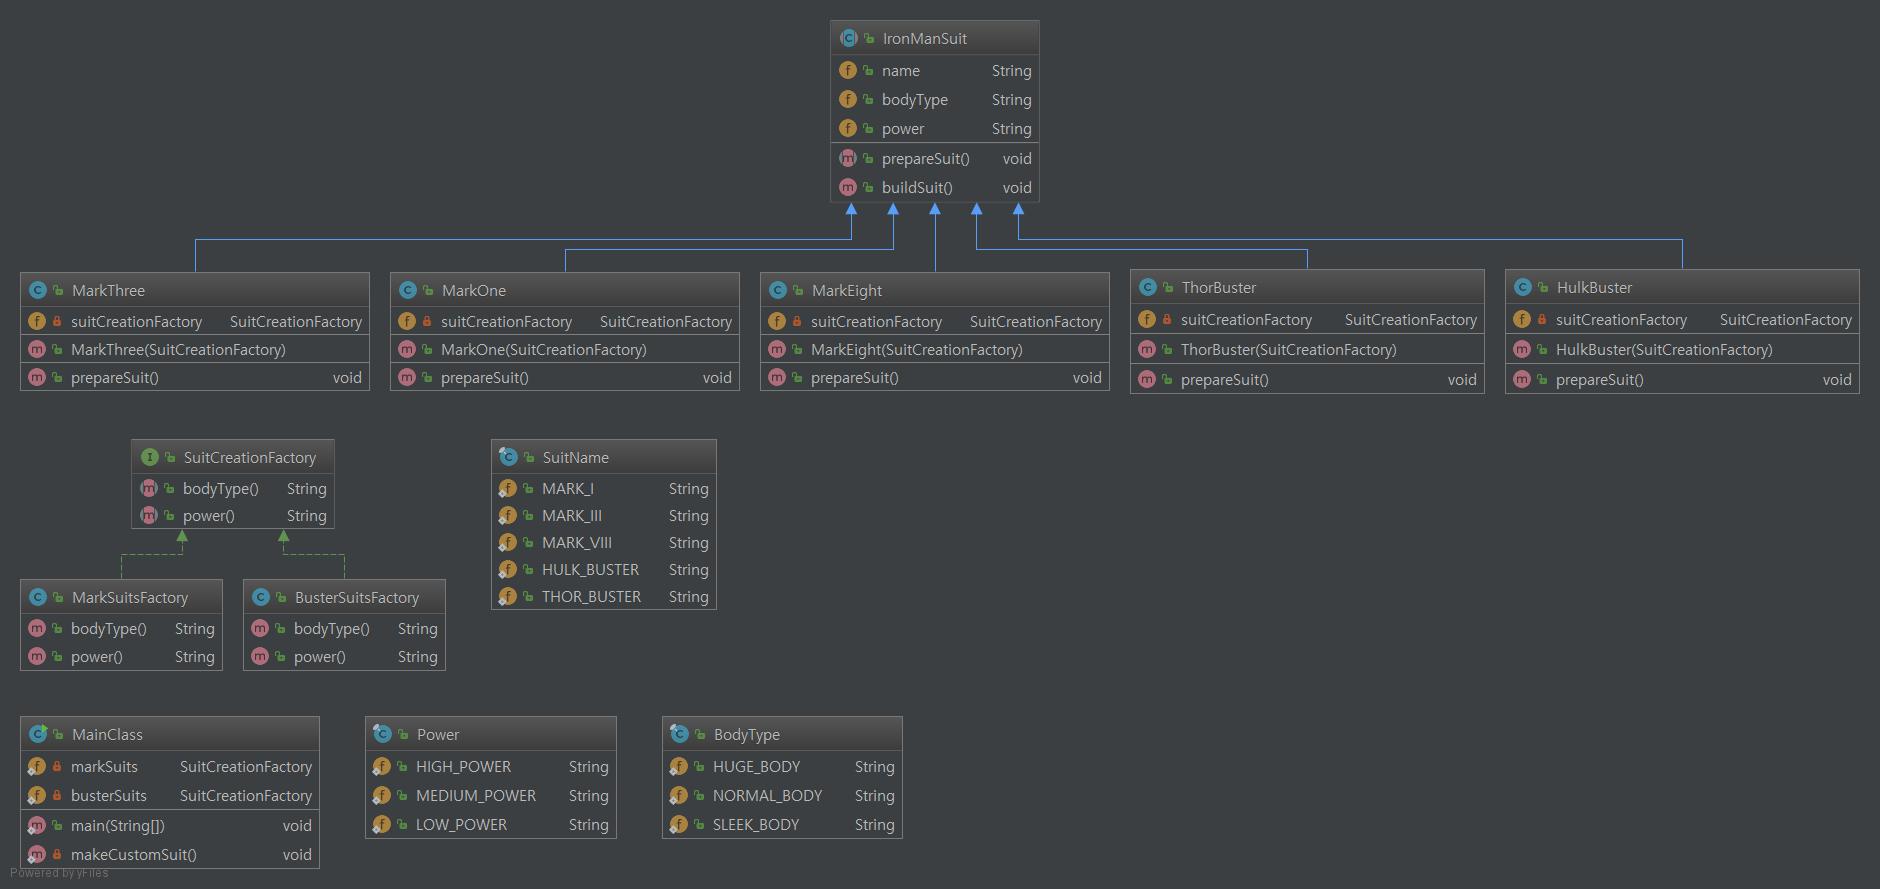 IronManSuit
name String
bodyType String
power String
prepareSuit() void
buildSuit() void
MarkThree
suitCreationFactory SuitCreationFactory
MarkThree(SuitCreationFactory)
prepareSuit() void
MarkOne
suitCreationFactory SuitCreationFactory
MarkOne(SuitCreationFactory)
prepareSuit() void
MarkEight
suitCreationFactory SuitCreationFactory
MarkEight(SuitCreationFactory)
prepareSuit() void
ThorBuster
suitCreationFactory SuitCreationFactory
ThorBuster(SuitCreationFactory)
prepareSuit() void
HulkBuster
suitCreationFactory SuitCreationFactory
HulkBuster(SuitCreationFactory)
prepareSuit() void
SuitCreationFactory
bodyType() String
power() String
SuitName
MARK_I String
MARK_III String
MARK_VIII String
HULK_BUSTER String
THOR_BUSTER String
MarkSuitsFactory
bodyType() String
power() String
BusterSuitsFactory
bodyType() String
power() String
MainClass
markSuits SuitCreationFactory
busterSuits SuitCreationFactory
main(String[]) void
makeCustomSuit() void
Power
HIGH_POWER String
MEDIUM_POWER String
LOW_POWER String
BodyType
HUGE_BODY String
NORMAL_BODY String
SLEEK_BODY String
Powered by yFiles